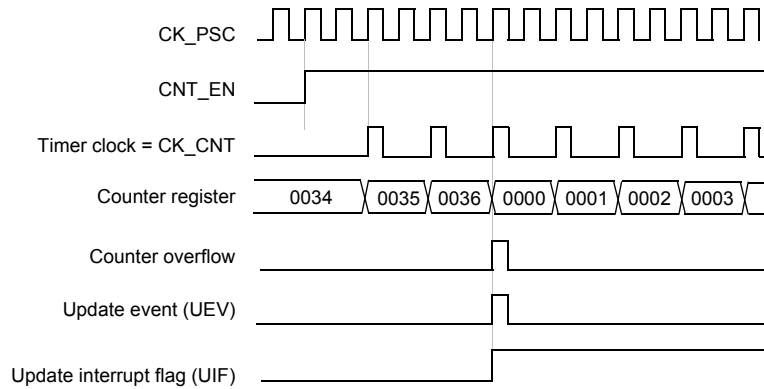 CK_PSC
CNT_EN
Timer clock = CK_CNT
Counter register 0034 0035 0036 0000 0001 0002 0003
Counter overflow
Update event (UEV)
Update interrupt flag (UIF)